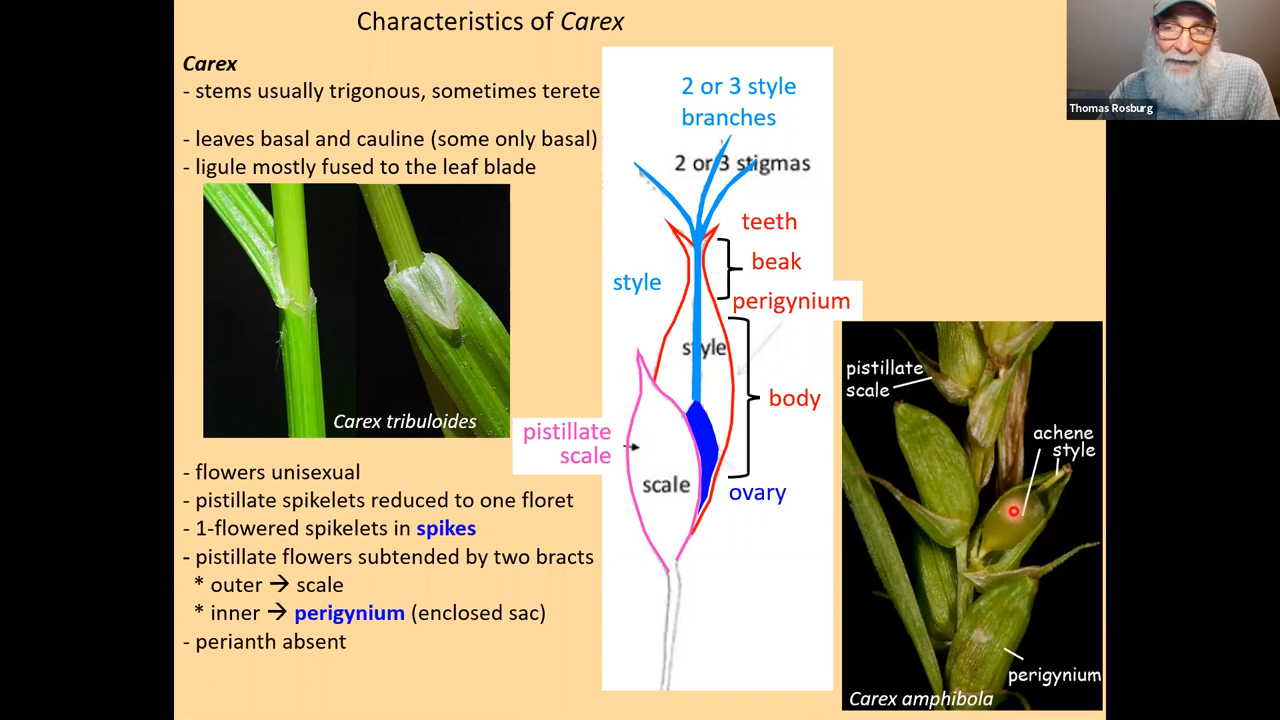 Characteristics of Carex
Thomas Rosburg
Carex
- stems usually trigonous, sometimes terete
- leaves basal and cauline (some only basal)
- ligule mostly fused to the leaf blade
Carex tribuloides
- flowers unisexual
- pistillate spikelets reduced to one floret
- 1-flowered spikelets in spikes
- pistillate flowers subtended by two bracts
* outer → scale
* inner → perigynium (enclosed sac)
- perianth absent
2 or 3 style
branches
2 or 3 stigmas
teeth
beak
style
perigynium
style
body
pistillate
scale
scale
ovary
pistillate
scale
achene
style
perigynium
Carex amphibola